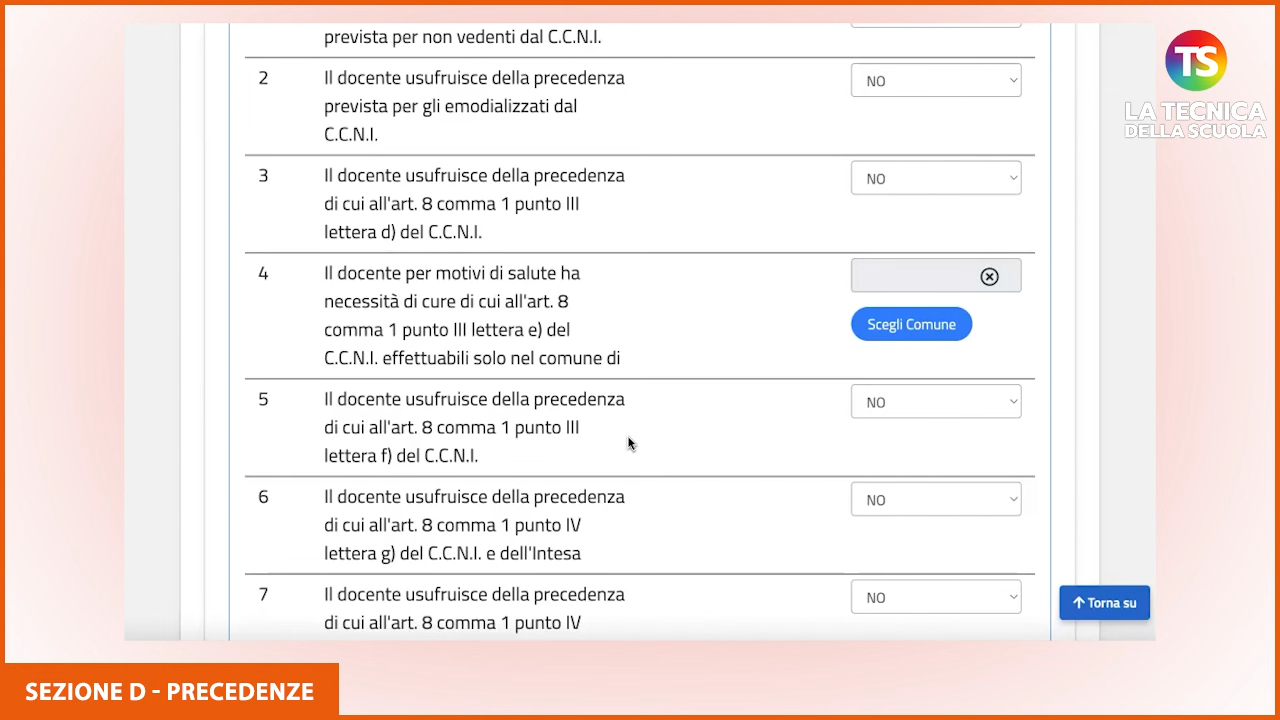 prevista per non vedenti dal C.C.N.I.
2
Il docente usufruisce della precedenza
prevista per gli emodializzati dal
C.C.N.I.
NO
3
Il docente usufruisce della precedenza
di cui all'art. 8 comma 1 punto III
lettera d) del C.C.N.I.
NO
4
Il docente per motivi di salute ha
necessità di cure di cui all'art. 8
comma 1 punto III lettera e) del
C.C.N.I. effettuabili solo nel comune di
Scegli Comune
5
Il docente usufruisce della precedenza
di cui all'art. 8 comma 1 punto III
lettera f) del C.C.N.I.
NO
6
Il docente usufruisce della precedenza
di cui all'art. 8 comma 1 punto IV
lettera g) del C.C.N.I. e dell'Intesa
NO
7
Il docente usufruisce della precedenza
di cui all'art. 8 comma 1 punto IV
NO
Torna su
TS
LA TECNICA
DELLA SCUOLA
SEZIONE D - PRECEDENZE